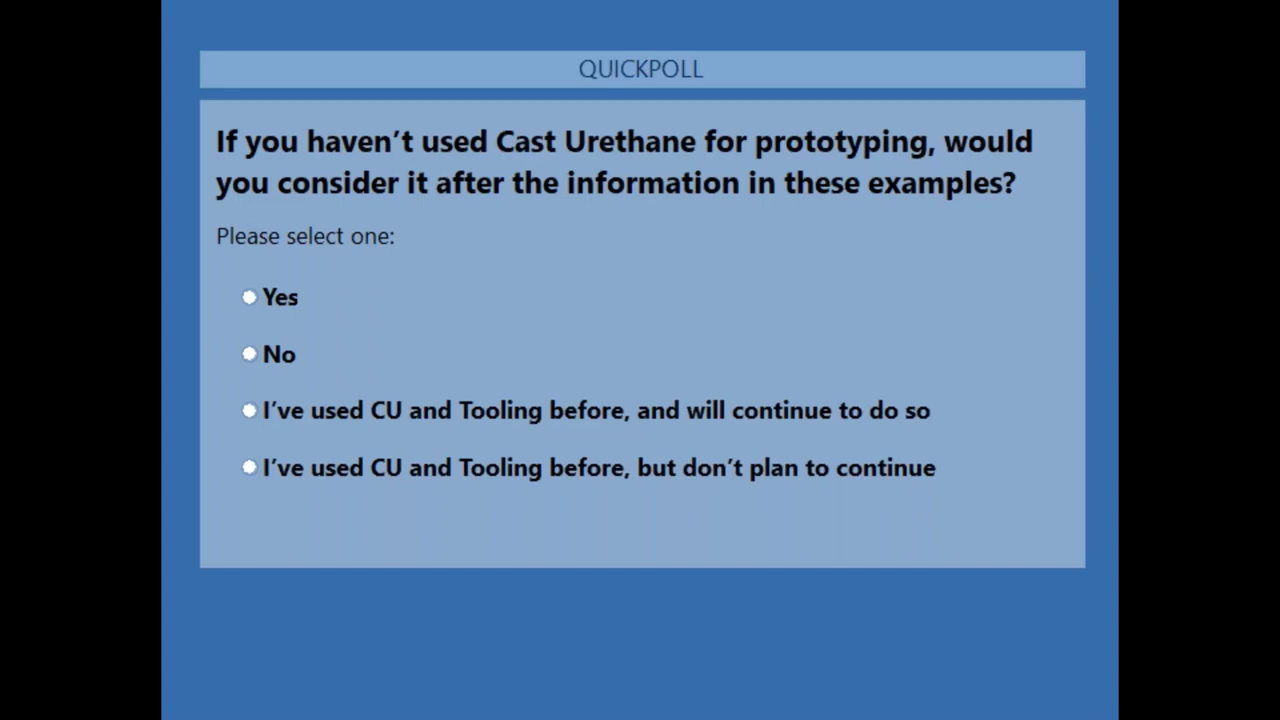 QUICKPOLL
If you haven’t used Cast Urethane for prototyping, would
you consider it after the information in these examples?
Please select one:
Yes
No
I’ve used CU and Tooling before, and will continue to do so
I’ve used CU and Tooling before, but don’t plan to continue